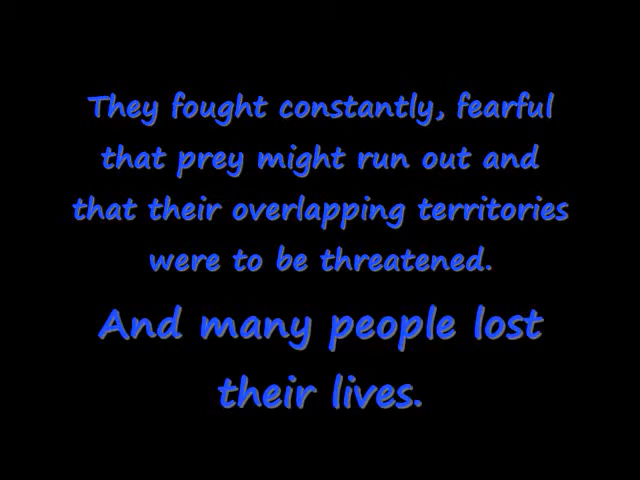 They fought constantly, fearful
that prey might run out and
that their overlapping territories
were to be threatened.
And many people lost
their lives.